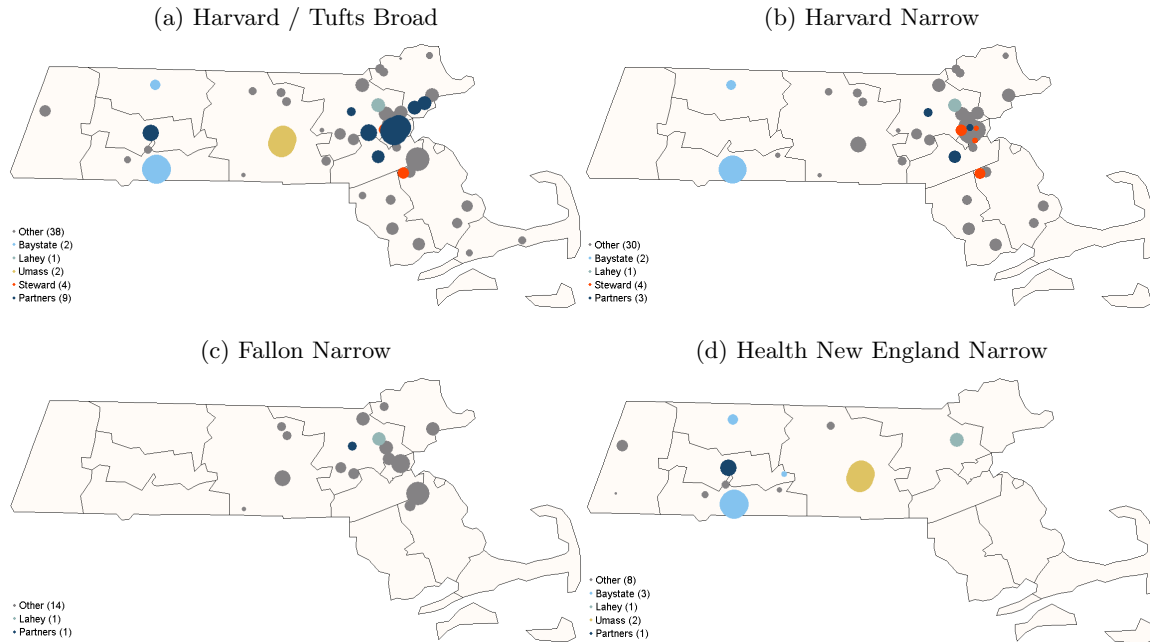 (a) Harvard / Tufts Broad
Other (38)
Baystate (2)
Lahey (1)
Umass (2)
Steward (4)
Partners (9)
(b) Harvard Narrow
Other (30)
Baystate (2)
Lahey (1)
Steward (4)
Partners (3)
(c) Fallon Narrow
Other (14)
Lahey (1)
Partners (1)
(d) Health New England Narrow
Other (8)
Baystate (3)
Lahey (1)
Umass (2)
Partners (1)